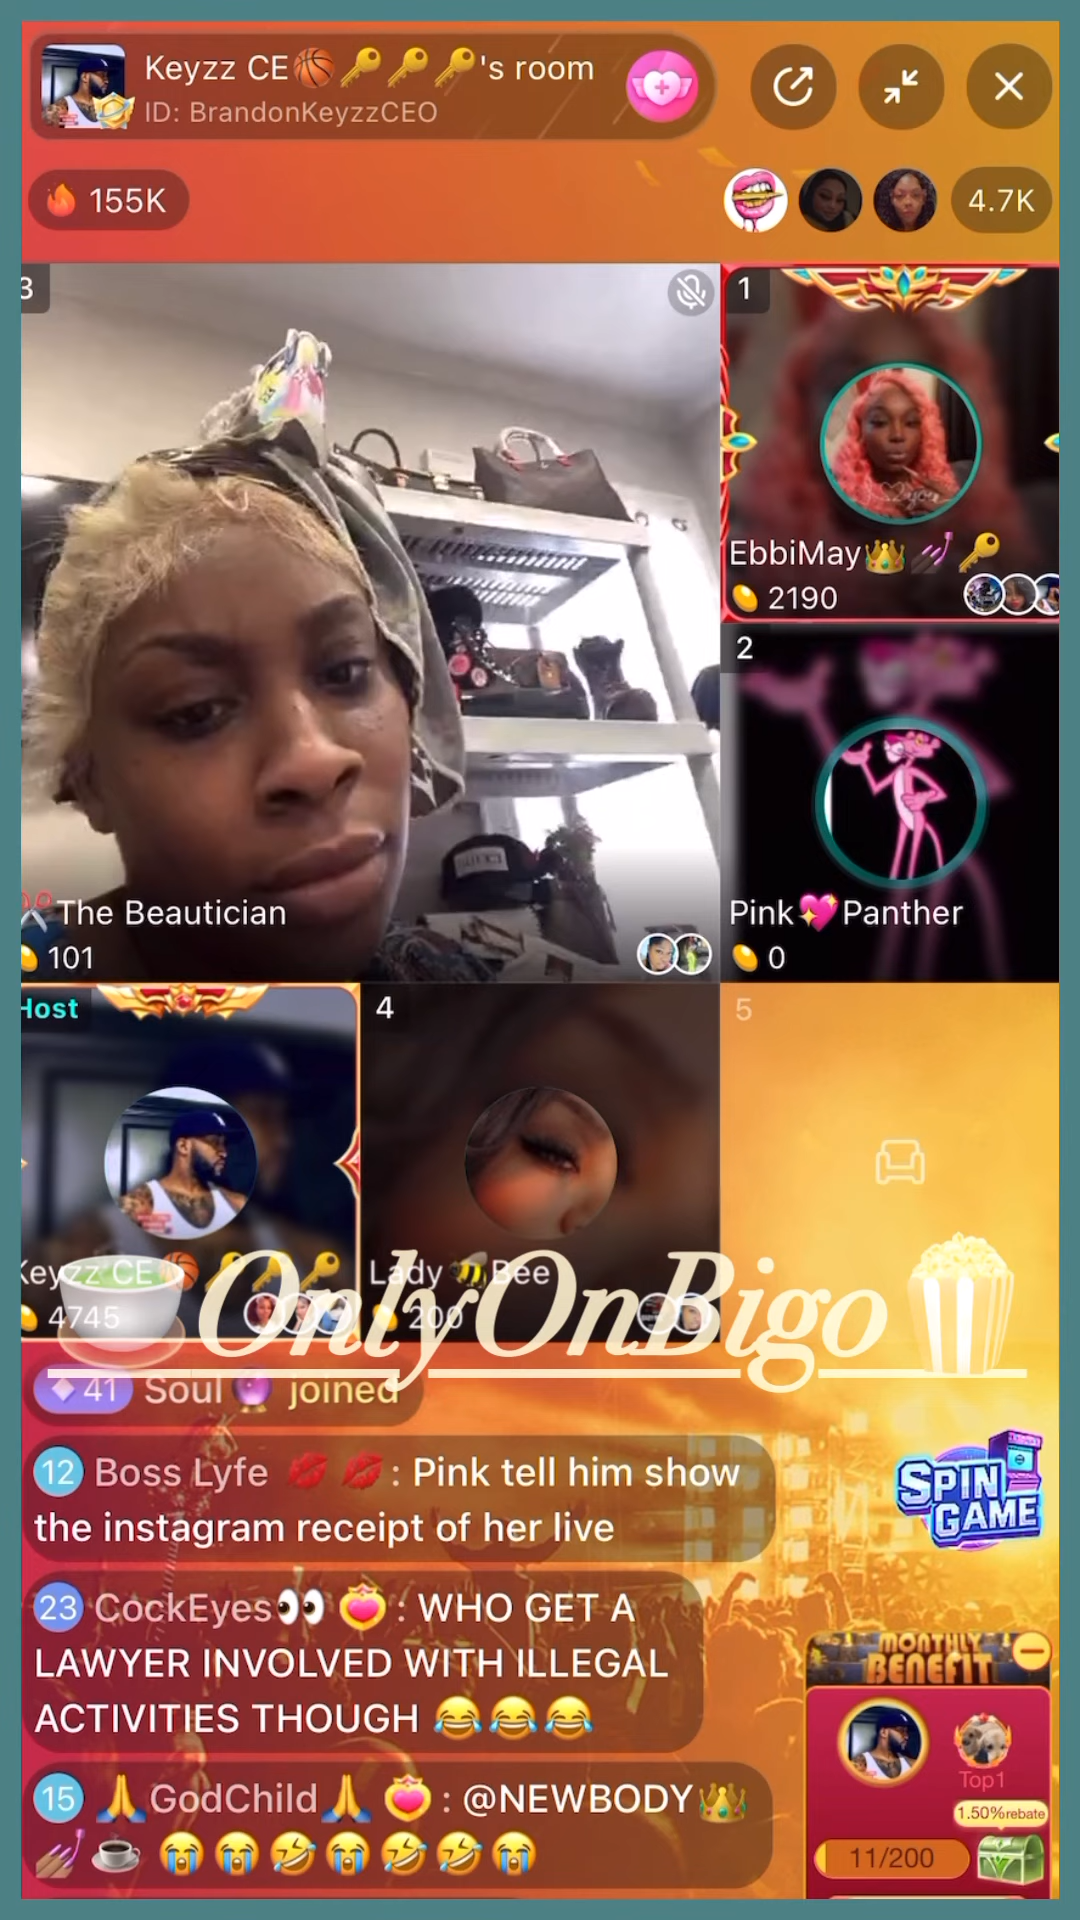 Keyzz CE🏀🔑🔑🔑's room
ID: BrandonKeyzzCEO
155K
4.7K
3
1
EbbiMay👑💅🏿🔑
2190
2
The Beautician
101
Pink💖Panther
0
Host
4
5
Keyzz CE🏀🔑🔑🔑
4745
Lady🐝Bee
200
OnlyOnBigo
41 Soul🔮 joined
12 Boss Lyfe 💋💋: Pink tell him show
the instagram receipt of her live
SPIN
GAME
23 CockEyes👀 : WHO GET A
LAWYER INVOLVED WITH ILLEGAL
ACTIVITIES THOUGH 😂😂😂
MONTHLY
BENEFIT
Top1
1.50%rebate
11/200
15 🙏GodChild🙏 : @NEWBODY👑
💅🏽☕ 😭😭🤣😭🤣🤣😭